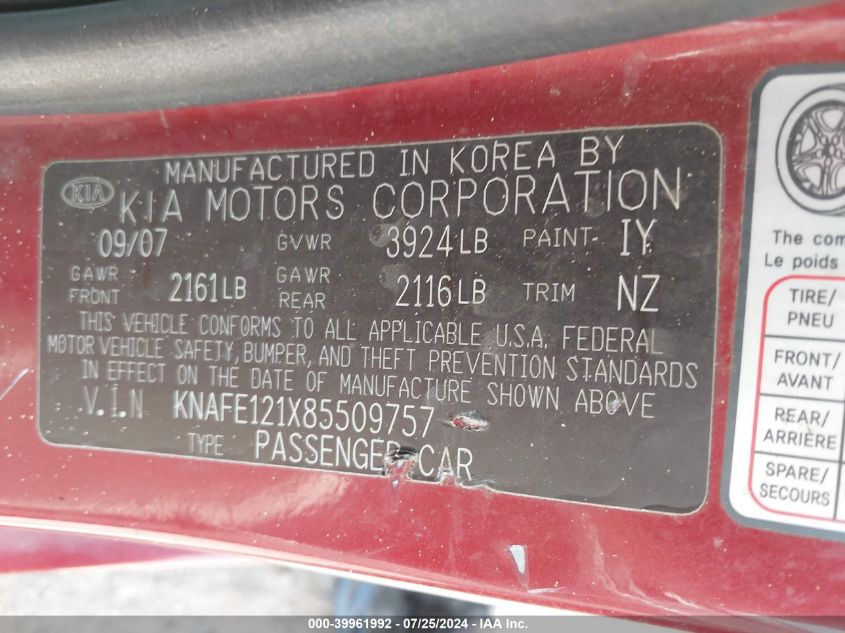 MANUFACTURED IN KOREA BY
KIA KIA MOTORS CORPORATION
09/07 GVWR 3924LB PAINT IY
GAWR FRONT 2161LB GAWR REAR 2116LB TRIM NZ
THIS VEHICLE CONFORMS TO ALL APPLICABLE U.S.A. FEDERAL
MOTOR VEHICLE SAFETY, BUMPER, AND THEFT PREVENTION STANDARDS
IN EFFECT ON THE DATE OF MANUFACTURE SHOWN ABOVE
V.I.N KNAFE121X85509757
TYPE PASSENGER CAR
The com
Le poids
TIRE/
PNEU
FRONT/
AVANT
REAR/
ARRIÈRE
SPARE/
SECOURS
000-39961992 - 07/25/2024 - IAA Inc.